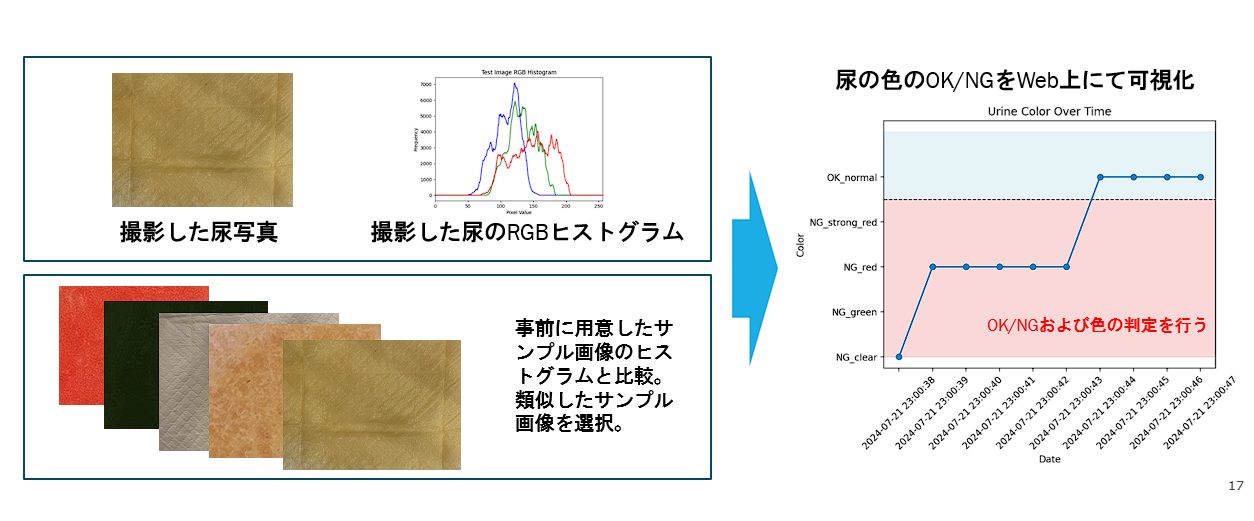 Test Image RGB Histogram
7000
6000
5000
4000
3000
2000
1000
0
Frequency
0 50 100 150 200 250
Pixel Value
撮影した尿写真
撮影した尿のRGBヒストグラム
事前に用意したサ
ンプル画像のヒス
トグラムと比較。
類似したサンプル
画像を選択。
尿の色のOK/NGをWeb上にて可視化
Urine Color Over Time
OK_normal
NG_strong_red
NG_red
NG_green
NG_clear
Color
OK/NGおよび色の判定を行う
2024-07-21 23:00:38
2024-07-21 23:00:39
2024-07-21 23:00:40
2024-07-21 23:00:41
2024-07-21 23:00:42
2024-07-21 23:00:43
2024-07-21 23:00:44
2024-07-21 23:00:45
2024-07-21 23:00:46
2024-07-21 23:00:47
Date
17